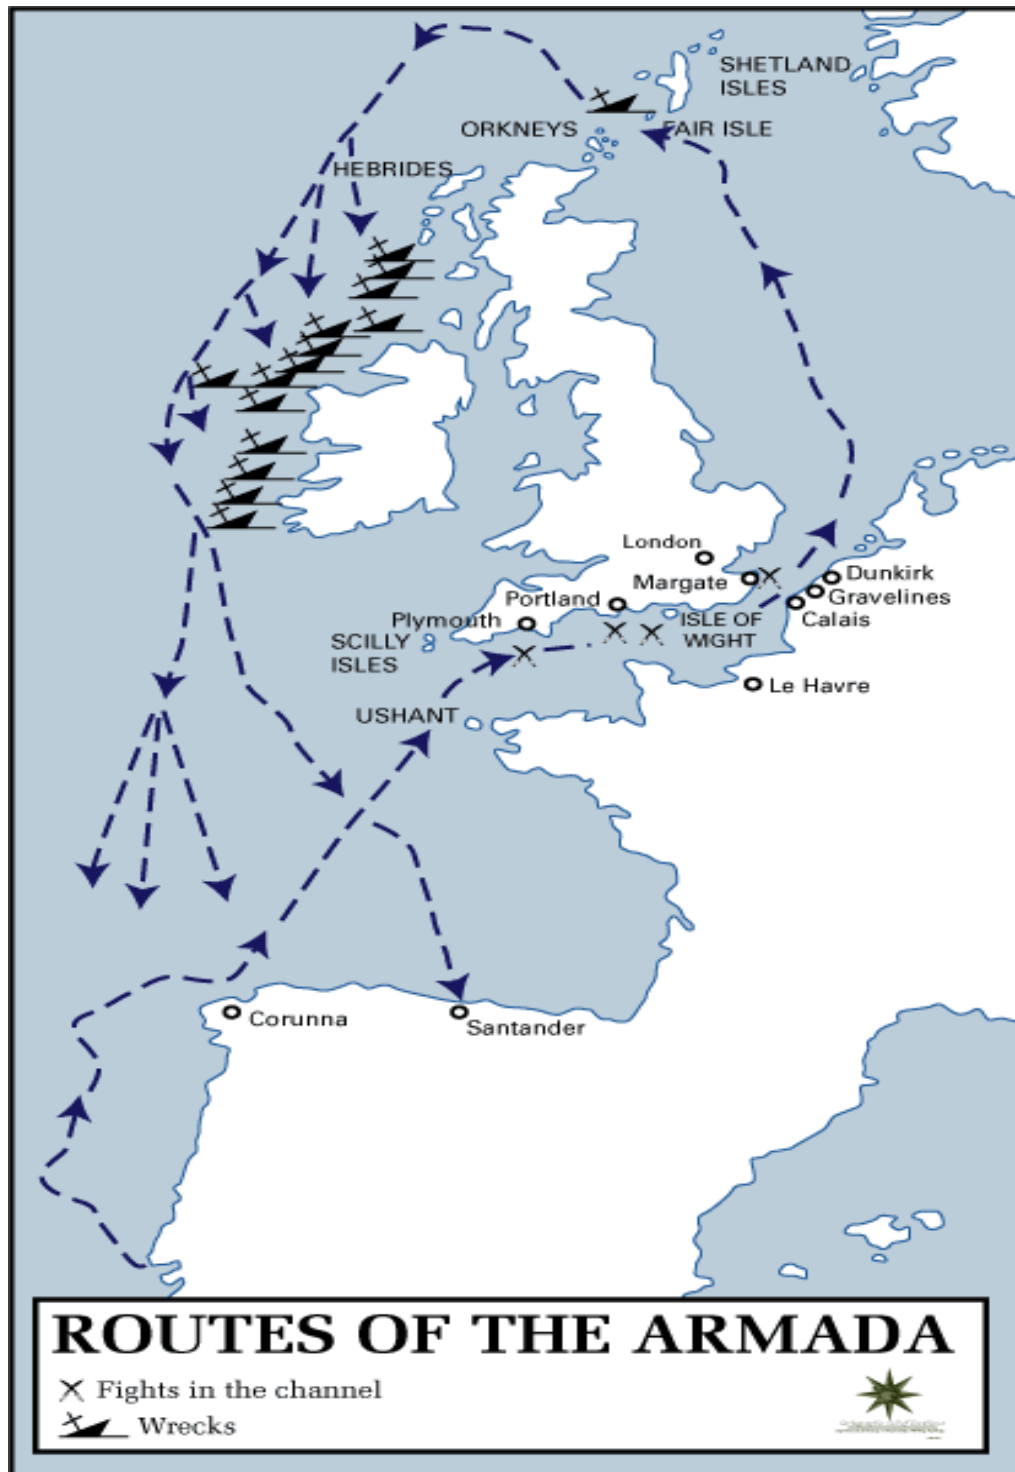 SHETLAND
ISLES
ORKNEYS
FAIR ISLE
HEBRIDES
London
Margate
Dunkirk
Gravelines
Calais
Portland
Plymouth
ISLE OF
WIGHT
SCILLY
ISLES
Le Havre
USHANT
Corunna
Santander
ROUTES OF THE ARMADA
Fights in the channel
Wrecks